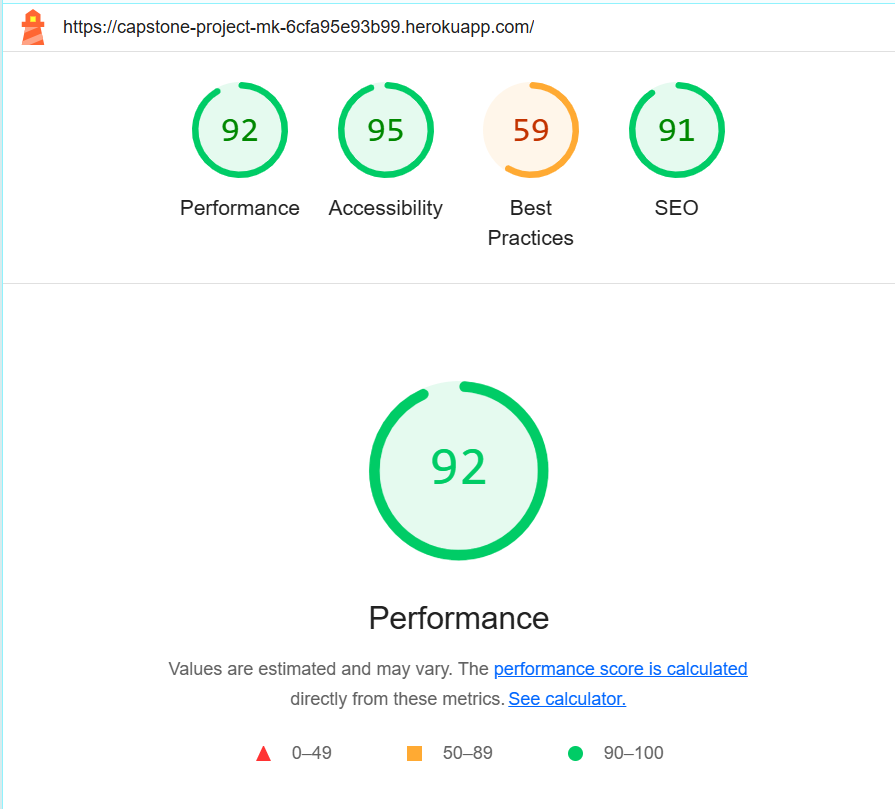 https://capstone-project-mk-6cfa95e93b99.herokuapp.com/
92
95
59
91
Performance
Accessibility
Best
Practices
SEO
92
Performance
Values are estimated and may vary. The performance score is calculated
directly from these metrics. See calculator.
0–49
50–89
90–100